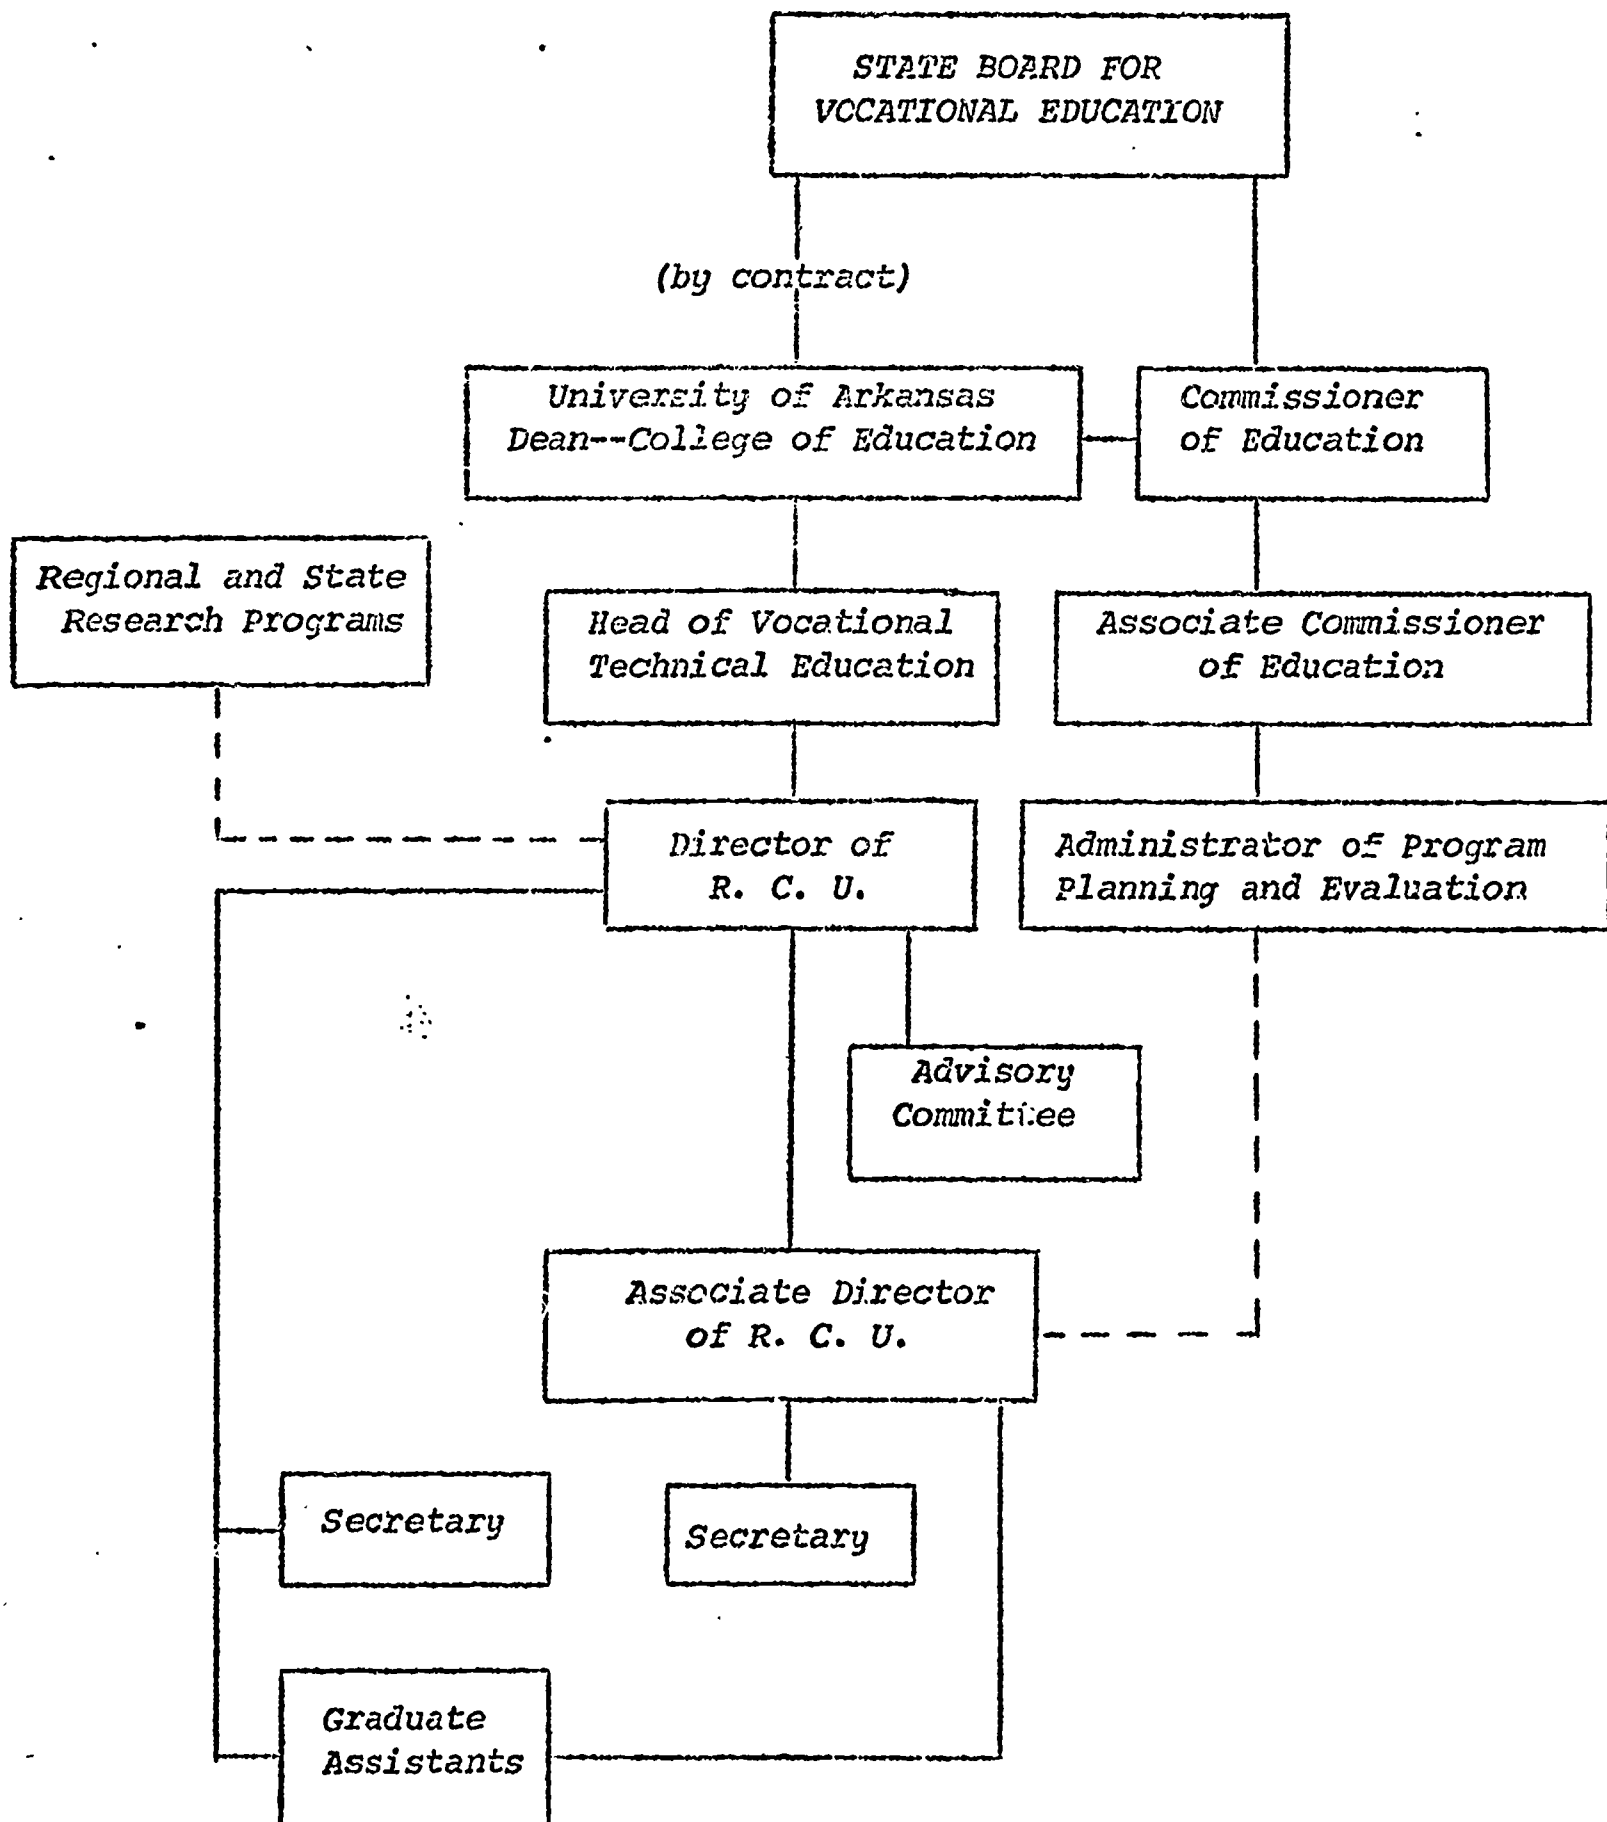 STATE BOARD FOR
VOCATIONAL EDUCATION
(by contract)
University of Arkansas
Dean--College of Education
Commissioner
of Education
Regional and State
Research Programs
Head of Vocational
Technical Education
Associate Commissioner
of Education
Director of
R. C. U.
Administrator of Program
Planning and Evaluation
Advisory
Committee
Associate Director
of R. C. U.
Secretary
Secretary
Graduate
Assistants